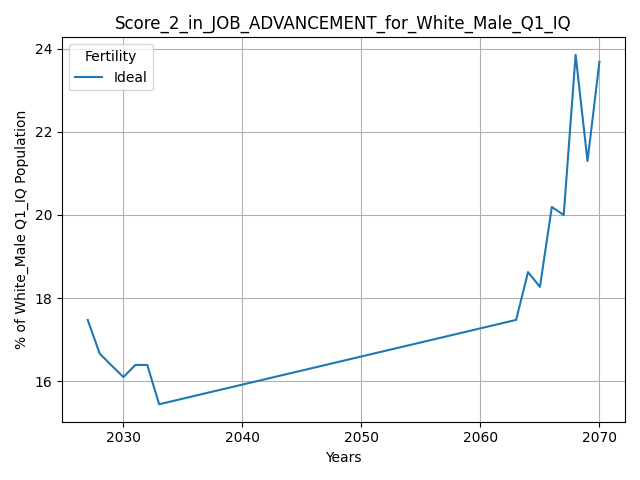 Score_2_in_JOB_ADVANCEMENT_for_White_Male_Q1_IQ
Fertility
Ideal
% of White_Male Q1_IQ Population
24
22
20
18
16
2030
2040
2050
2060
2070
Years